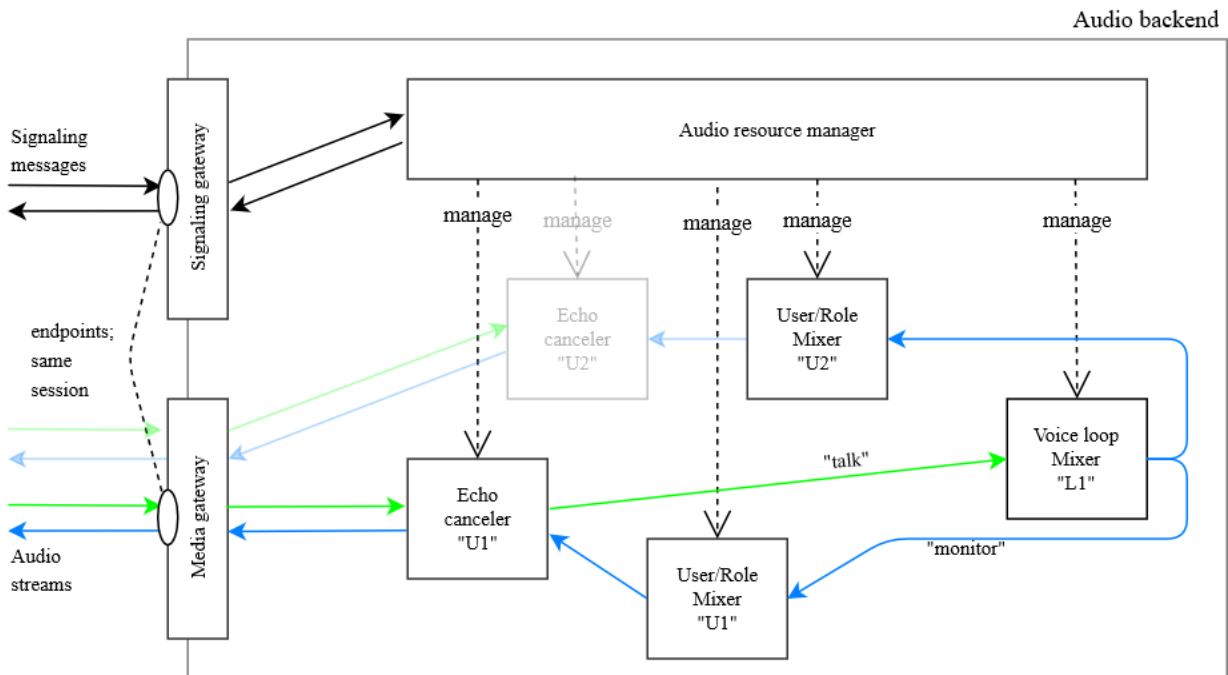 Audio backend
Signaling
messages
Signaling gateway
Audio resource manager
manage
manage
manage
manage
manage
Echo
canceler
"U2"
User/Role
Mixer
"U2"
endpoints;
same
session
Voice loop
Mixer
"L1"
"talk"
Echo
canceler
"U1"
Media gateway
"monitor"
User/Role
Mixer
"U1"
Audio
streams